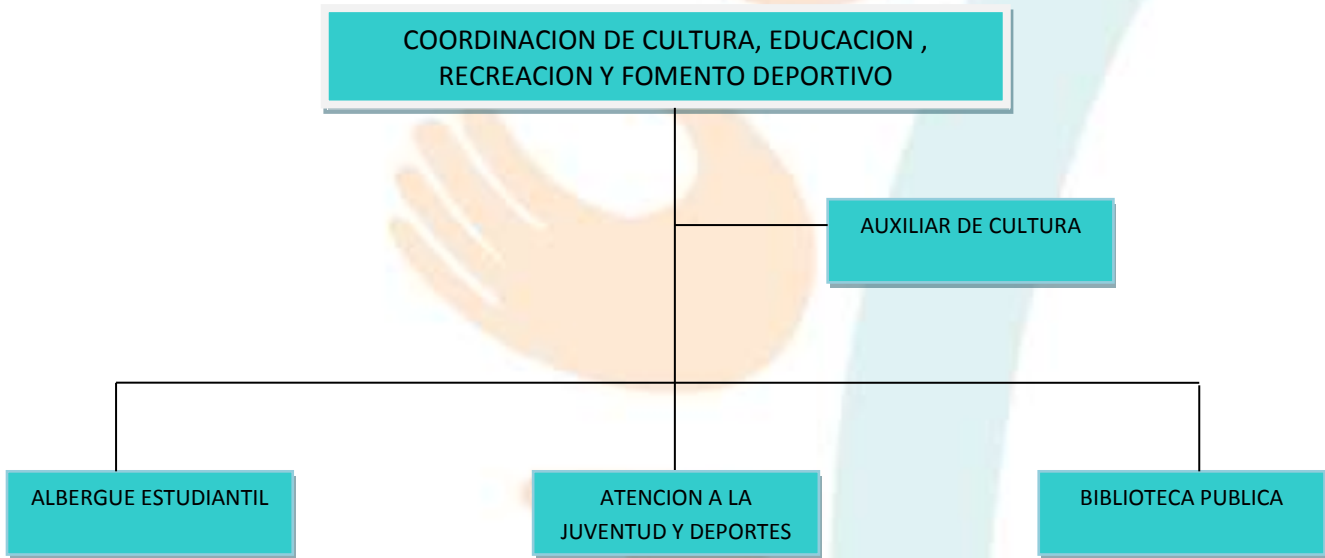 COORDINACION DE CULTURA, EDUCACION ,
RECREACION Y FOMENTO DEPORTIVO
AUXILIAR DE CULTURA
ALBERGUE ESTUDIANTIL
ATENCION A LA
JUVENTUD Y DEPORTES
BIBLIOTECA PUBLICA